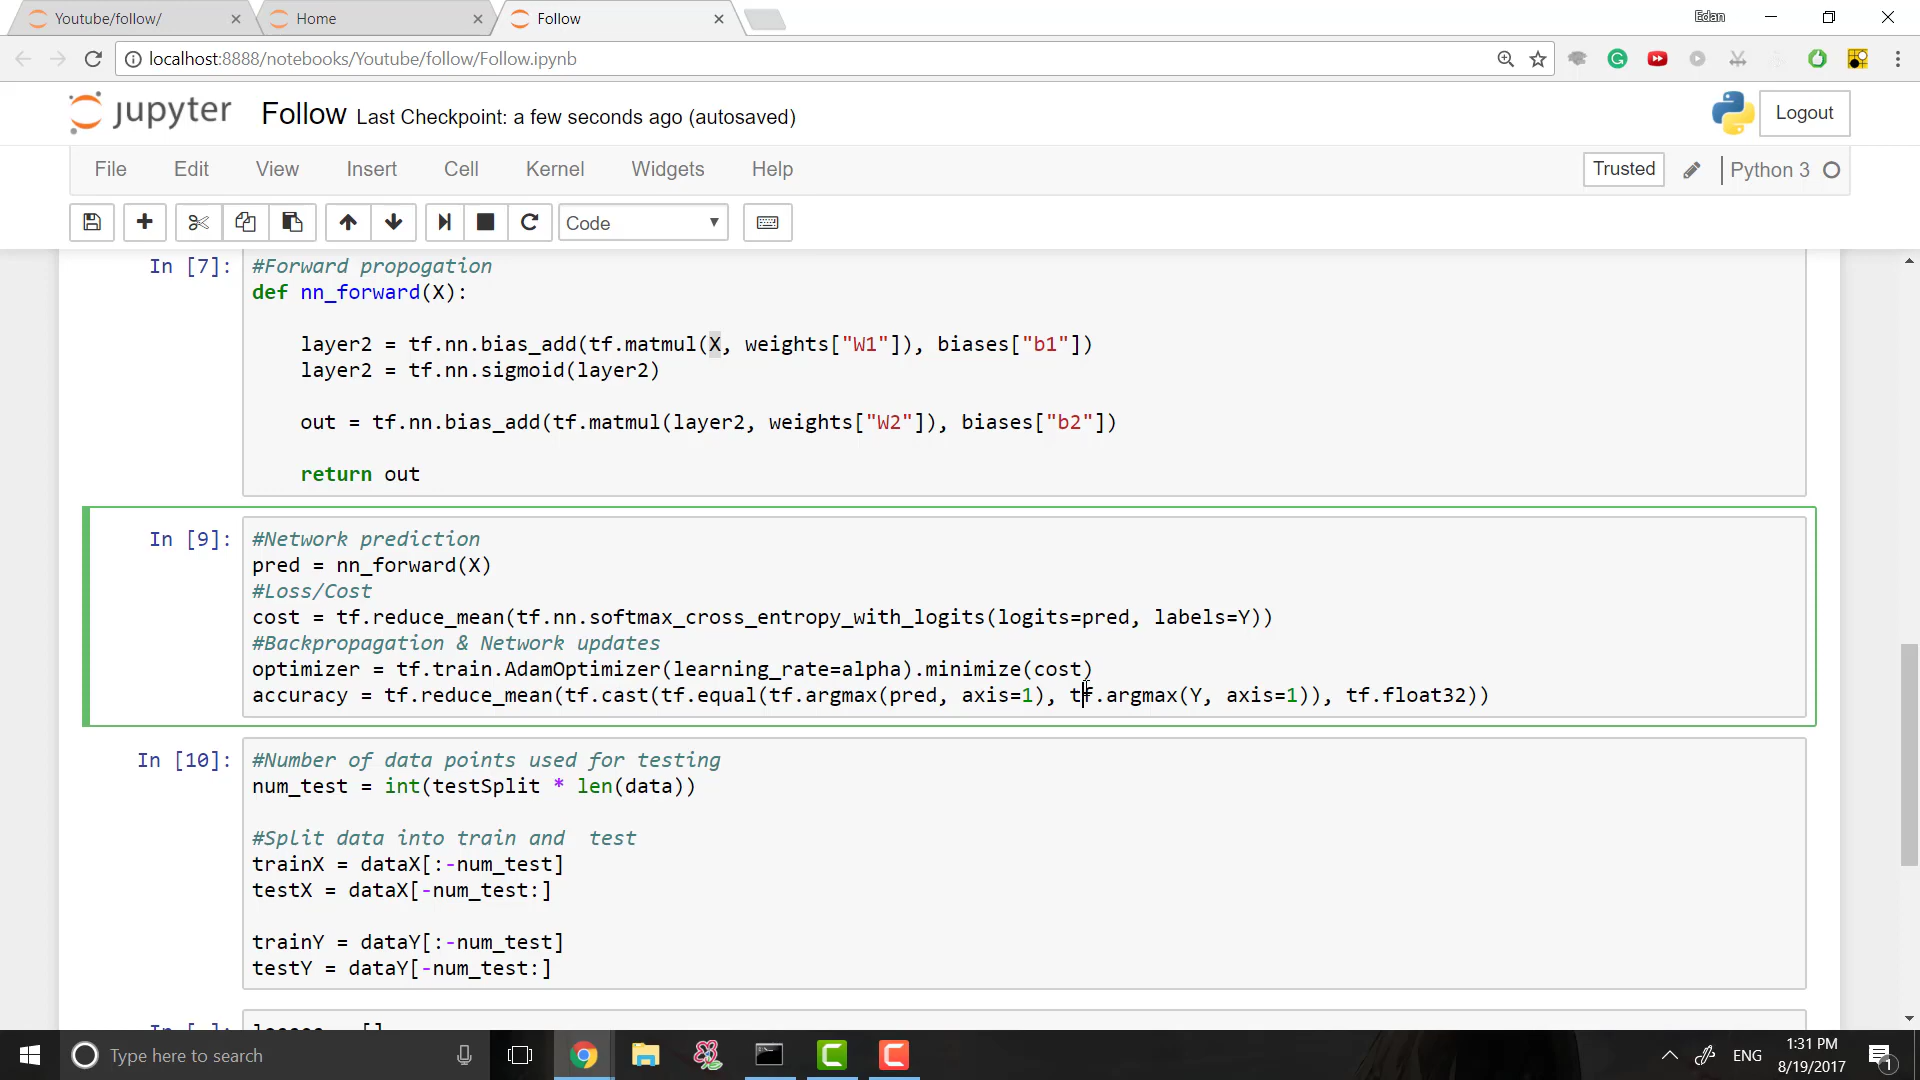 Youtube/follow/
Home
Follow
Edan
localhost:8888/notebooks/Youtube/follow/Follow.ipynb
jupyter Follow Last Checkpoint: a few seconds ago (autosaved)
Logout
File Edit View Insert Cell Kernel Widgets Help
Trusted
Python 3
Code
In [7]:
#Forward propogation
def nn_forward(X):
layer2 = tf.nn.bias_add(tf.matmul(X, weights["W1"]), biases["b1"])
layer2 = tf.nn.sigmoid(layer2)
out = tf.nn.bias_add(tf.matmul(layer2, weights["W2"]), biases["b2"])
return out
In [9]:
#Network prediction
pred = nn_forward(X)
#Loss/Cost
cost = tf.reduce_mean(tf.nn.softmax_cross_entropy_with_logits(logits=pred, labels=Y))
#Backpropagation & Network updates
optimizer = tf.train.AdamOptimizer(learning_rate=alpha).minimize(cost)
accuracy = tf.reduce_mean(tf.cast(tf.equal(tf.argmax(pred, axis=1), tf.argmax(Y, axis=1)), tf.float32))
In [10]:
#Number of data points used for testing
num_test = int(testSplit * len(data))
#Split data into train and  test
trainX = dataX[:-num_test]
testX = dataX[-num_test:]
trainY = dataY[:-num_test]
testY = dataY[-num_test:]
Type here to search
ENG
1:31 PM
8/19/2017
1